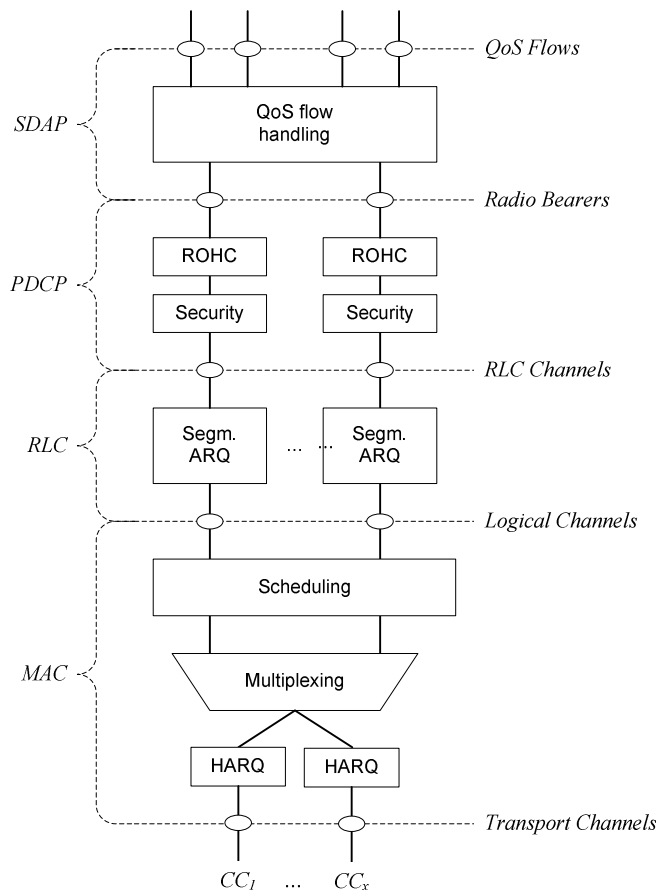 QoS Flows
QoS flow
handling
SDAP
Radio Bearers
ROHC
ROHC
PDCP
Security
Security
RLC Channels
Segm.
ARQ
... ...
Segm.
ARQ
RLC
Logical Channels
Scheduling
MAC
Multiplexing
HARQ
HARQ
Transport Channels
CC1 ... CCx